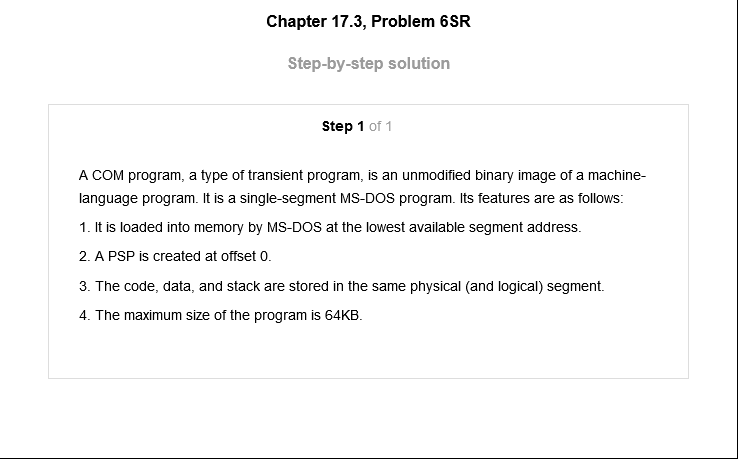 Chapter 17.3, Problem 6SR
Step-by-step solution
Step 1 of 1
A COM program, a type of transient program, is an unmodified binary image of a machine-
language program. It is a single-segment MS-DOS program. Its features are as follows:
1. It is loaded into memory by MS-DOS at the lowest available segment address.
2. A PSP is created at offset 0.
3. The code, data, and stack are stored in the same physical (and logical) segment.
4. The maximum size of the program is 64KB.